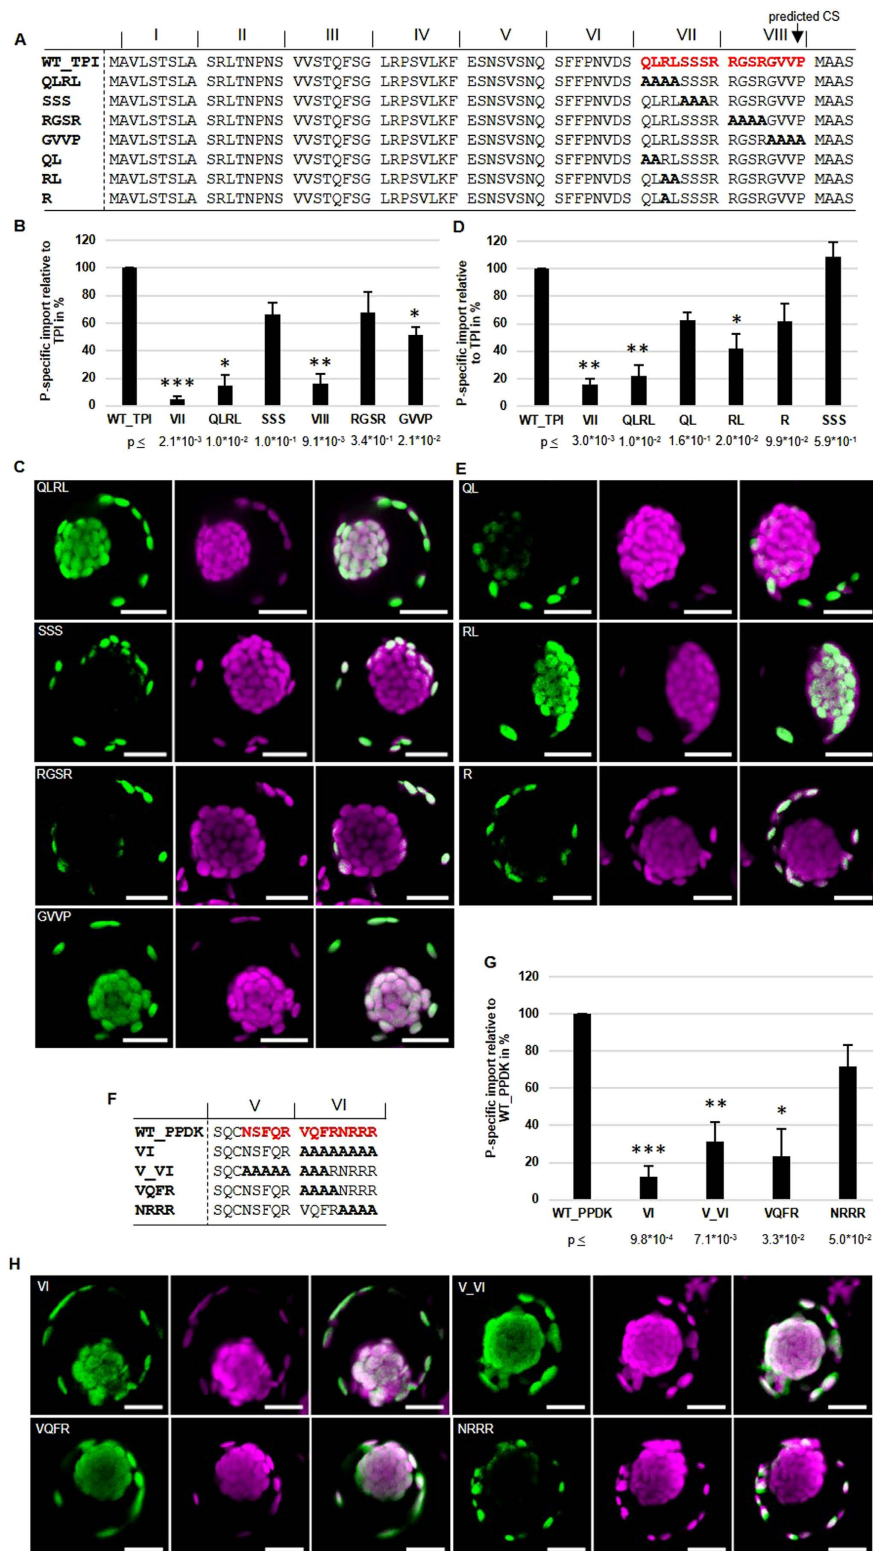 predicted CS
A I II III IV V VI VII VIII
WT_TPI MAVLSTSLA SRLTNPNS VVSTQFSG LRPSVLKF ESNSVSNQ SFFPNVDS QLRLSSSR RGSRGVVP MAAS
QLRL MAVLSTSLA SRLTNPNS VVSTQFSG LRPSVLKF ESNSVSNQ SFFPNVDS AAAASSSR RGSRGVVP MAAS
SSS MAVLSTSLA SRLTNPNS VVSTQFSG LRPSVLKF ESNSVSNQ SFFPNVDS QLRLAAAR RGSRGVVP MAAS
RGSR MAVLSTSLA SRLTNPNS VVSTQFSG LRPSVLKF ESNSVSNQ SFFPNVDS QLRLSSSR AAAAGVVP MAAS
GVVP MAVLSTSLA SRLTNPNS VVSTQFSG LRPSVLKF ESNSVSNQ SFFPNVDS QLRLSSSR RGSRAAAA MAAS
QL MAVLSTSLA SRLTNPNS VVSTQFSG LRPSVLKF ESNSVSNQ SFFPNVDS AARLSSSR RGSRGVVP MAAS
RL MAVLSTSLA SRLTNPNS VVSTQFSG LRPSVLKF ESNSVSNQ SFFPNVDS QLAASSSR RGSRGVVP MAAS
R MAVLSTSLA SRLTNPNS VVSTQFSG LRPSVLKF ESNSVSNQ SFFPNVDS QLALSSSR RGSRGVVP MAAS
B
P-specific import relative to
TPI in %
120
100
80
60
40
20
0
*** * ** *
WT_TPI VII QLRL SSS VIII RGSR GVVP
p ≤ 2.1*10⁻³ 1.0*10⁻² 1.0*10⁻¹ 9.1*10⁻³ 3.4*10⁻¹ 2.1*10⁻²
D
P-specific import relative
to TPI in %
120
100
80
60
40
20
0
** ** *
WT_TPI VII QLRL QL RL R SSS
p ≤ 3.0*10⁻³ 1.0*10⁻² 1.6*10⁻¹ 2.0*10⁻² 9.9*10⁻² 5.9*10⁻¹
C
QLRL
SSS
RGSR
GVVP
E
QL
RL
R
F V VI
WT_PPDK SQCNSFQR VQFRNRRR
VI SQCNSFQR AAAAAAAA
V_VI SQCAAAAA AAARNRRR
VQFR SQCNSFQR AAAANRRR
NRRR SQCNSFQR VQFRAAAA
G
P-specific import relative to
WT_PPDK in %
120
100
80
60
40
20
0
*** ** *
WT_PPDK VI V_VI VQFR NRRR
p ≤ 9.8*10⁻⁴ 7.1*10⁻³ 3.3*10⁻² 5.0*10⁻²
H
VI V_VI
VQFR NRRR